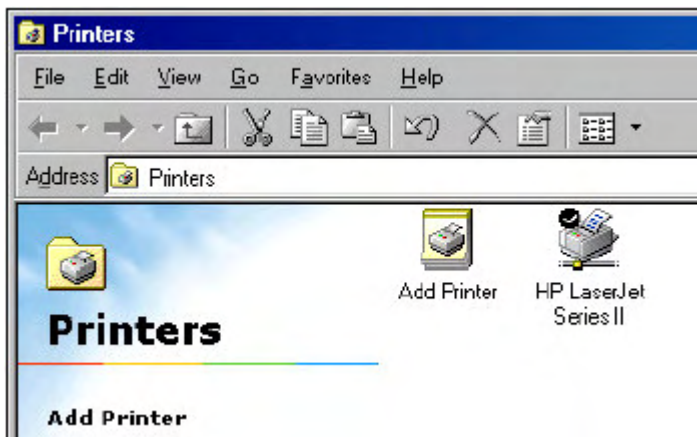 Printers
File Edit View Go Favorites Help
Address Printers
Add Printer
HP LaserJet
Series II
Printers
Add Printer